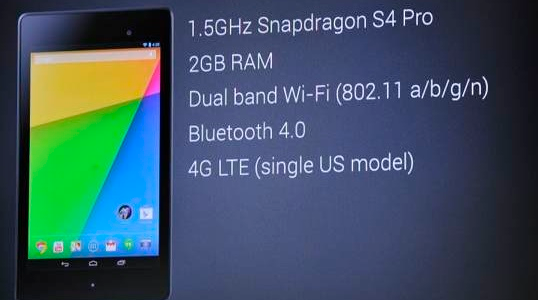 1.5GHz Snapdragon S4 Pro
2GB RAM
Dual band Wi-Fi (802.11 a/b/g/n)
Bluetooth 4.0
4G LTE (single US model)